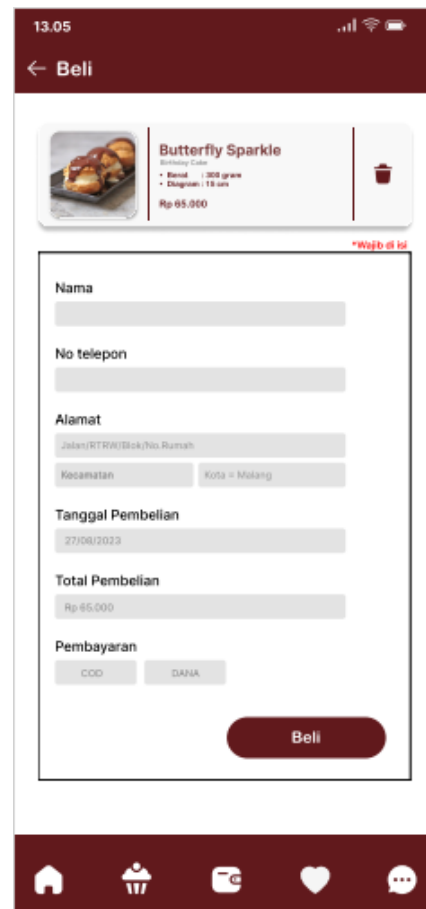 13.05
Beli
Butterfly Sparkle
Birthday Cake
• Berat : 300 gram
• Diagram : 15 cm
Rp 65.000
*Wajib di isi
Nama
No telepon
Alamat
Jalan/RTRW/Blok/No.Rumah
Kecamatan Kota = Malang
Tanggal Pembelian
27/08/2023
Total Pembelian
Rp 65.000
Pembayaran
COD DANA
Beli